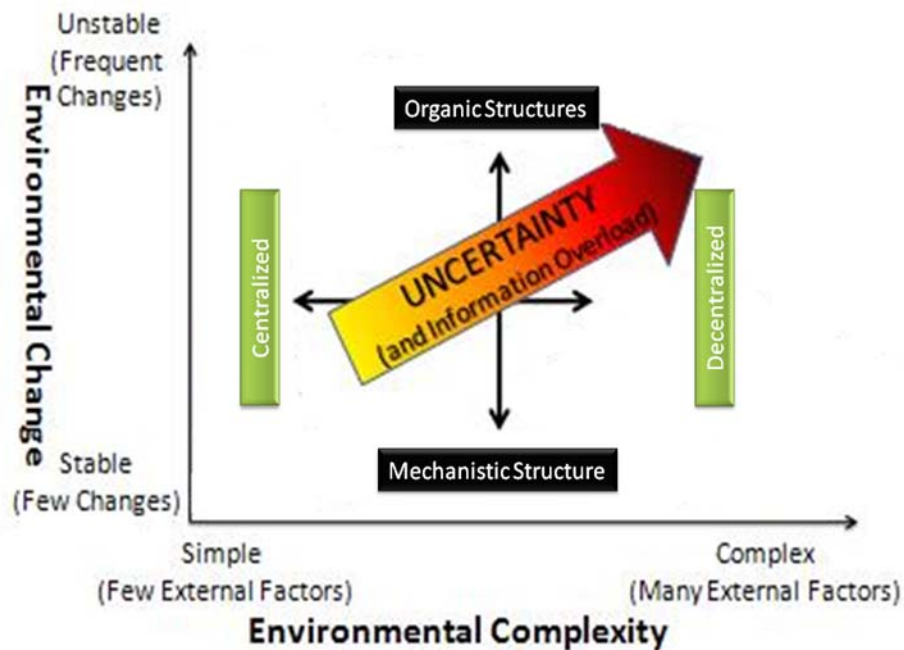 Unstable
(Frequent
Changes)
Environmental Change
Organic Structures
UNCERTAINTY
(and Information Overload)
Centralized
Decentralized
Stable
(Few Changes)
Mechanistic Structure
Simple
(Few External Factors)
Complex
(Many External Factors)
Environmental Complexity